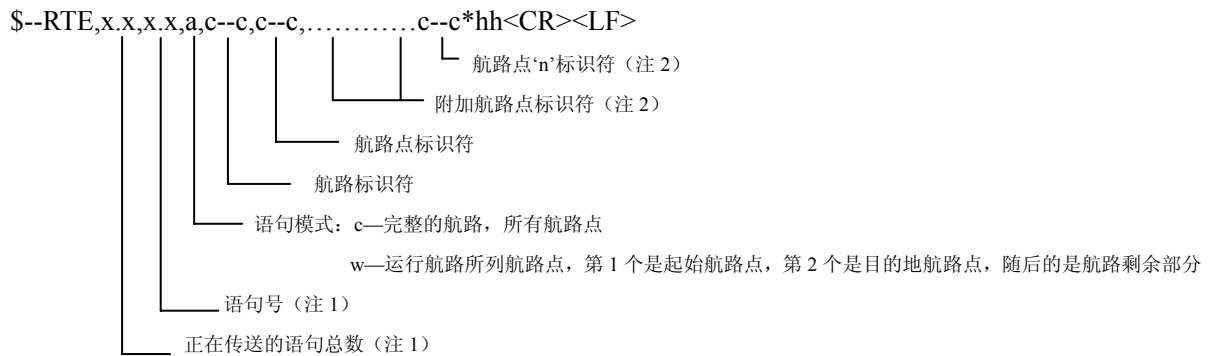 $--RTE,x.x,x.x,a,c--c,c--c,…………c--c*hh<CR><LF>
航路点‘n’标识符（注 2）
附加航路点标识符（注 2）
航路点标识符
航路标识符
语句模式：c—完整的航路，所有航路点
w—运行航路所列航路点，第 1 个是起始航路点，第 2 个是目的地航路点，随后的是航路剩余部分
语句号（注 1）
正在传送的语句总数（注 1）